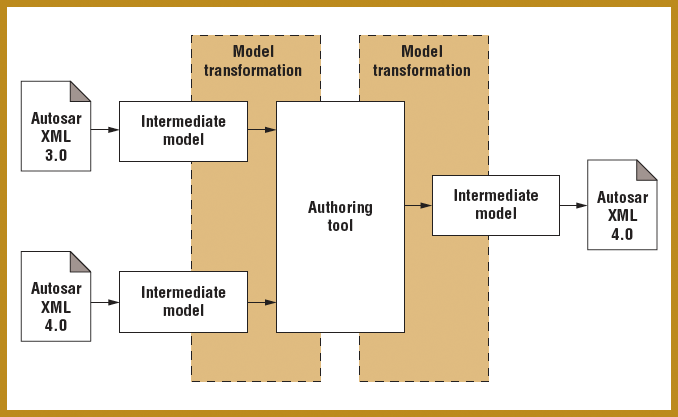 Model
transformation
Model
transformation
Autosar
XML
3.0
Intermediate
model
Authoring
tool
Intermediate
model
Autosar
XML
4.0
Autosar
XML
4.0
Intermediate
model